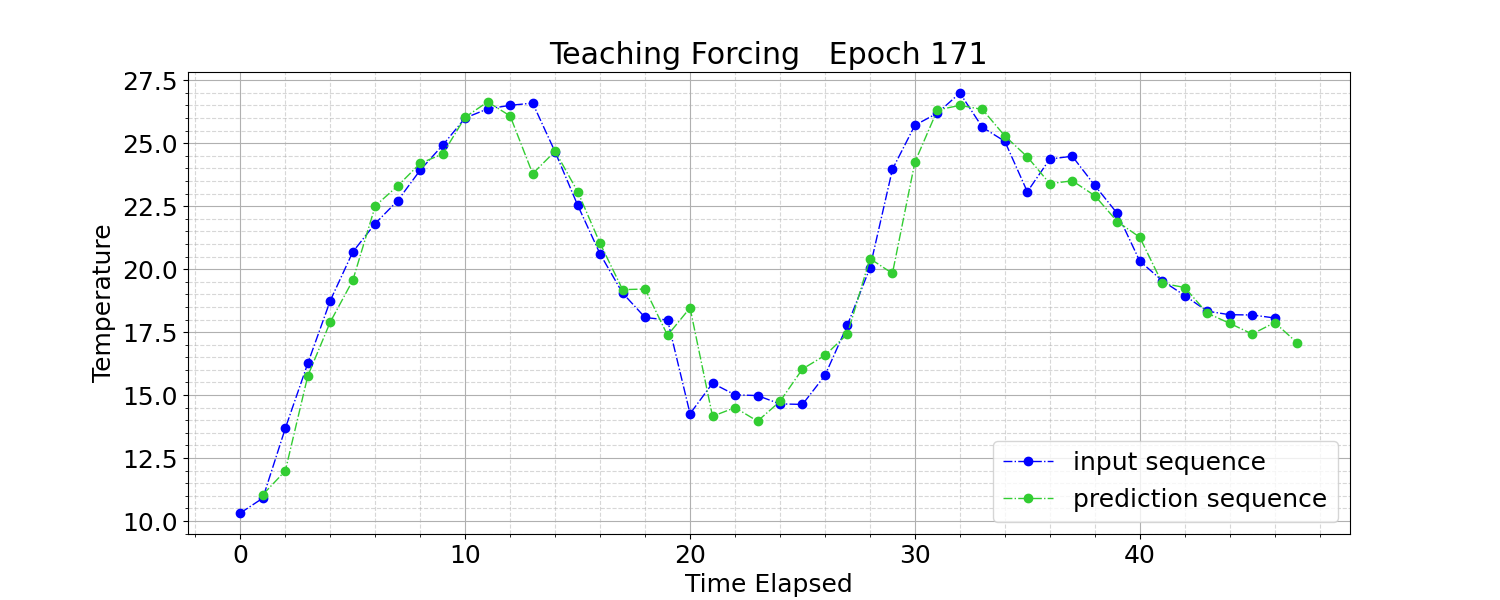 Teaching Forcing   Epoch 171
27.5
25.0
22.5
20.0
17.5
15.0
12.5
10.0
Temperature
input sequence
prediction sequence
0 10 20 30 40
Time Elapsed